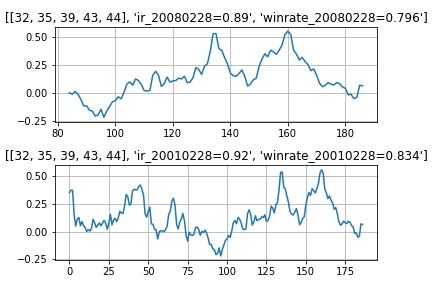 [[32, 35, 39, 43, 44], 'ir_20080228=0.89', 'winrate_20080228=0.796']
0.50
0.25
0.00
−0.25
80 100 120 140 160 180
[[32, 35, 39, 43, 44], 'ir_20010228=0.92', 'winrate_20010228=0.834']
0.50
0.25
0.00
−0.25
0 25 50 75 100 125 150 175